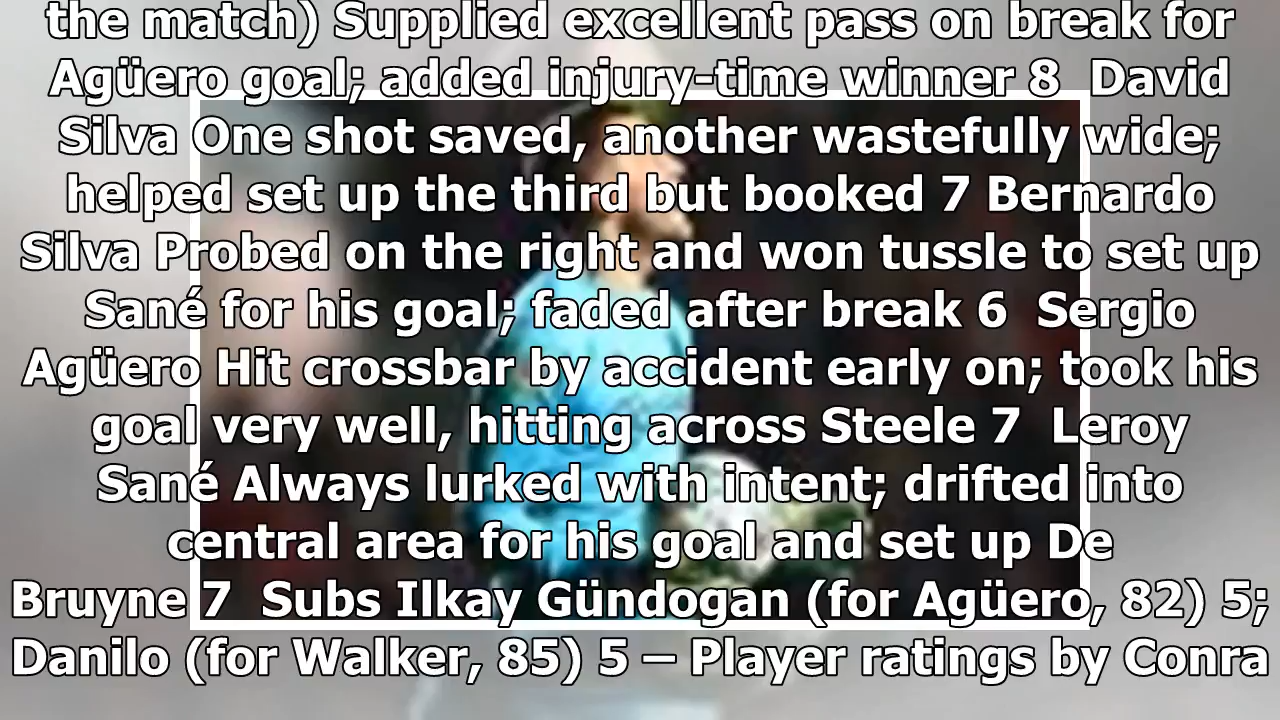 the match) Supplied excellent pass on break for
Agüero goal; added injury-time winner 8  David
Silva One shot saved, another wastefully wide;
helped set up the third but booked 7 Bernardo
Silva Probed on the right and won tussle to set up
Sané for his goal; faded after break 6  Sergio
Agüero Hit crossbar by accident early on; took his
goal very well, hitting across Steele 7  Leroy
Sané Always lurked with intent; drifted into
central area for his goal and set up De
Bruyne 7  Subs Ilkay Gündogan (for Agüero, 82) 5;
Danilo (for Walker, 85) 5 – Player ratings by Conra